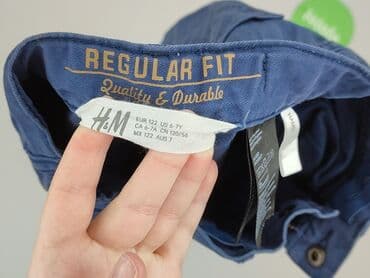 REGULAR FIT
Quality & Durable
H&M
EUR 122 US 6-7Y
CA 6-7A CN 120/56
MX 122 AUS 7